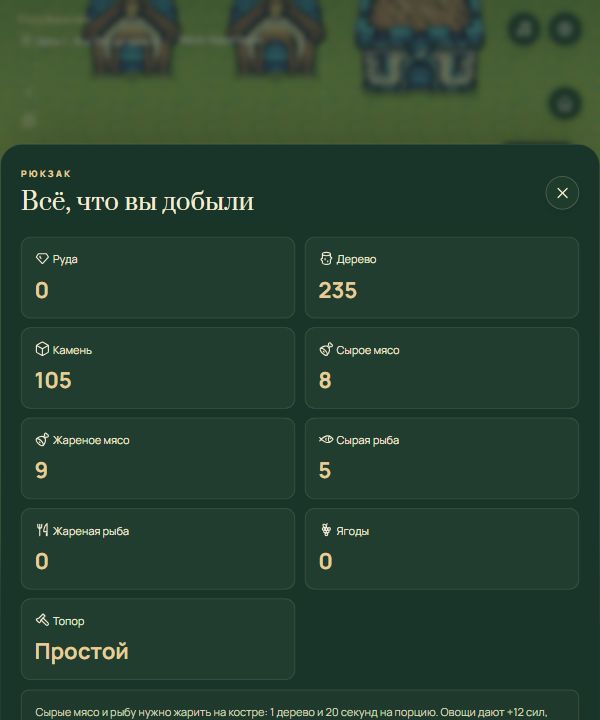 РЮКЗАК
Всё, что вы добыли
Руда
0
Дерево
235
Камень
105
Сырое мясо
8
Жареное мясо
9
Сырая рыба
5
Жареная рыба
0
Ягоды
0
Топор
Простой
Сырые мясо и рыбу нужно жарить на костре: 1 дерево и 20 секунд на порцию. Овощи дают +12 сил,